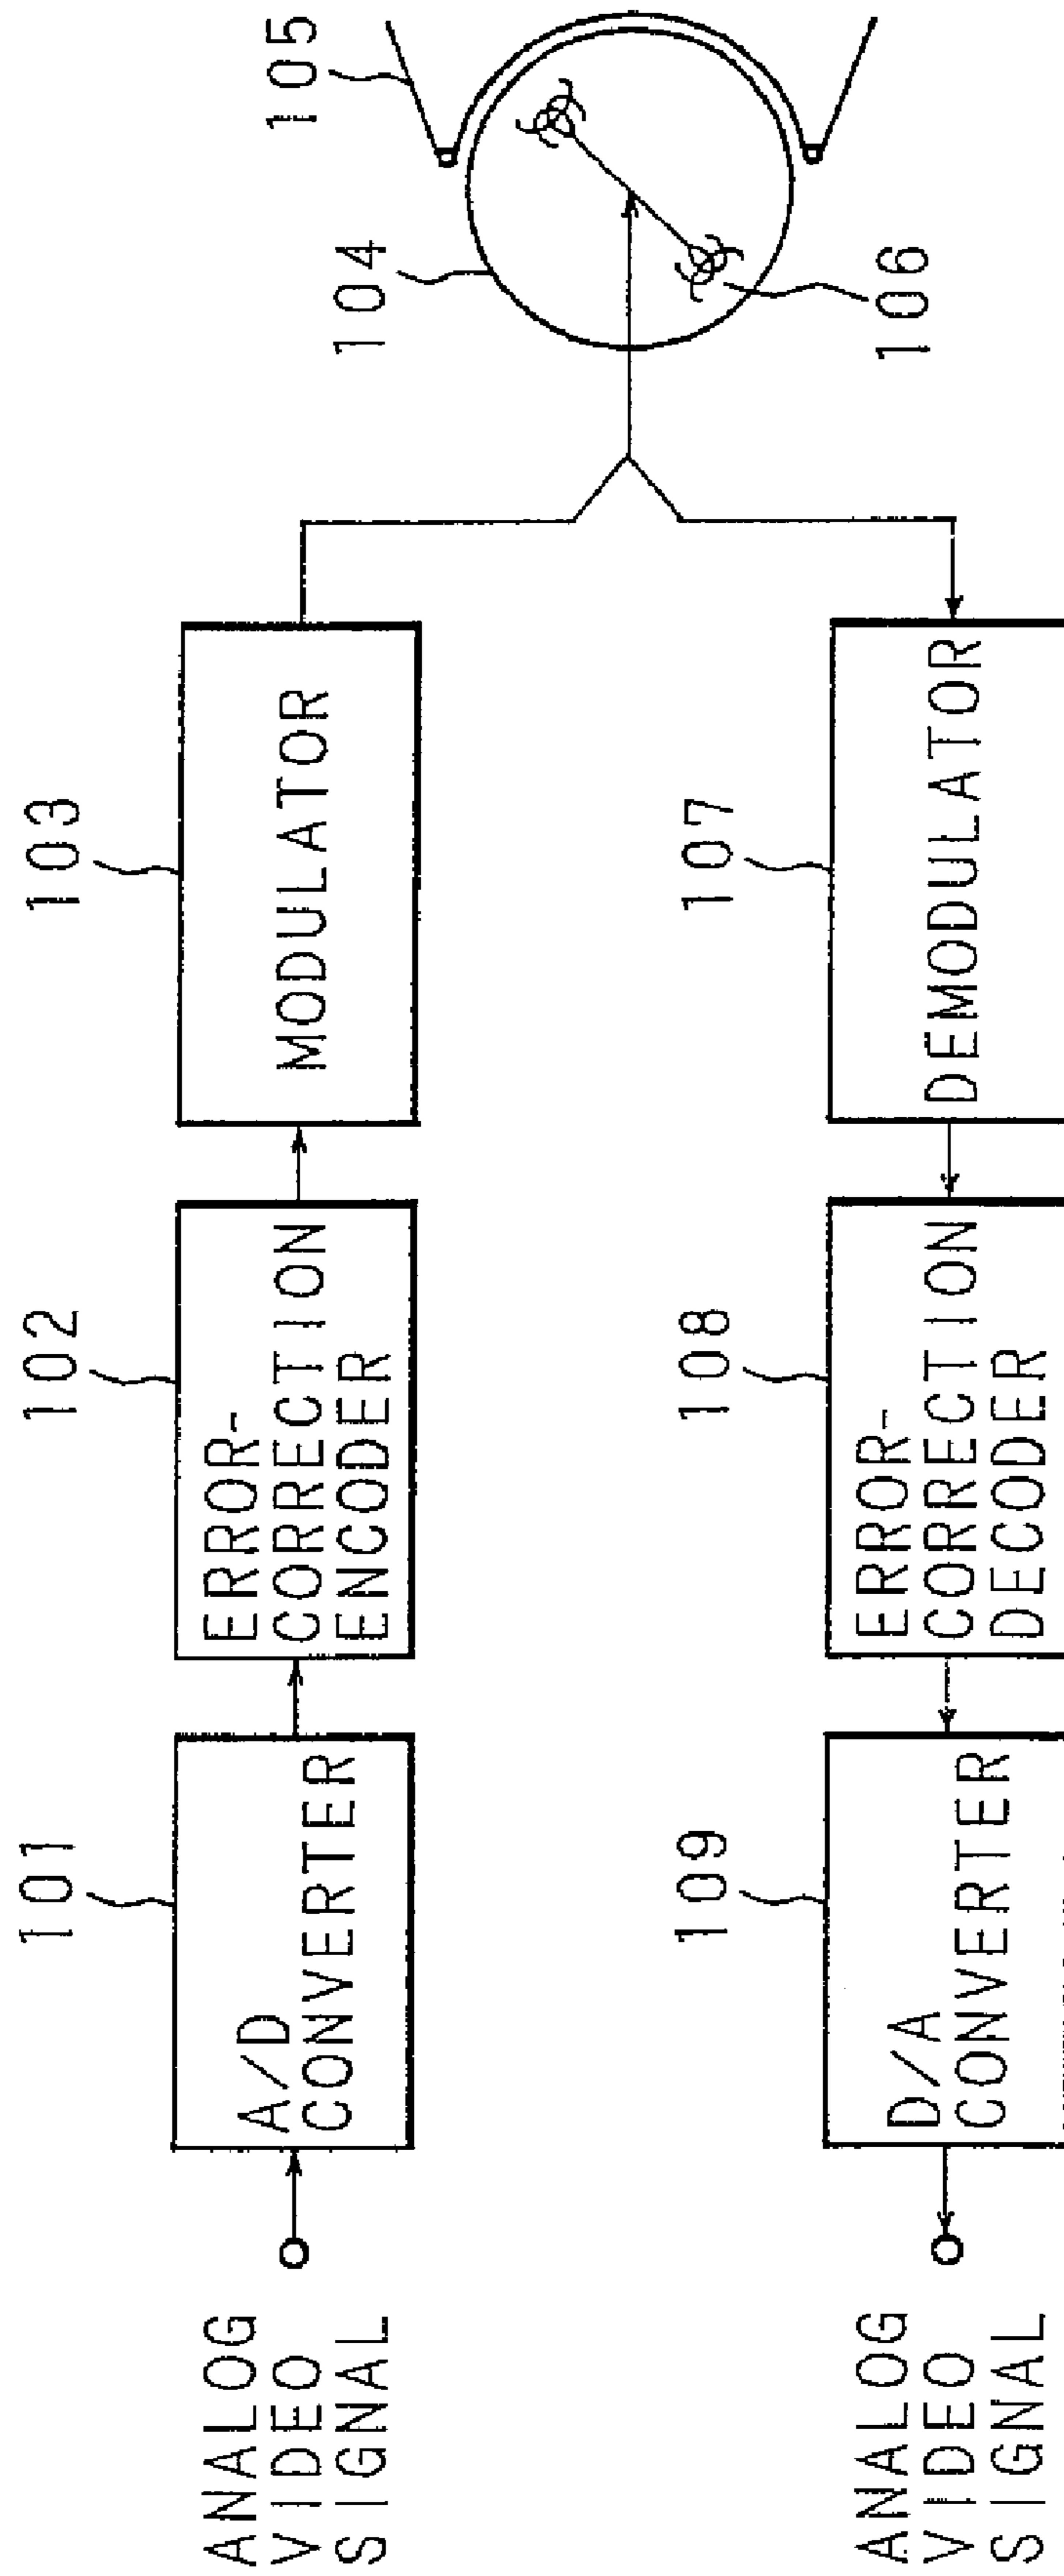 ANALOG
VIDEO
SIGNAL
101
A/D
CONVERTER
102
ERROR-
CORRECTION
ENCODER
103
MODULATOR
104
105
106
107
DEMODULATOR
108
ERROR-
CORRECTION
DECODER
109
D/A
CONVERTER
ANALOG
VIDEO
SIGNAL